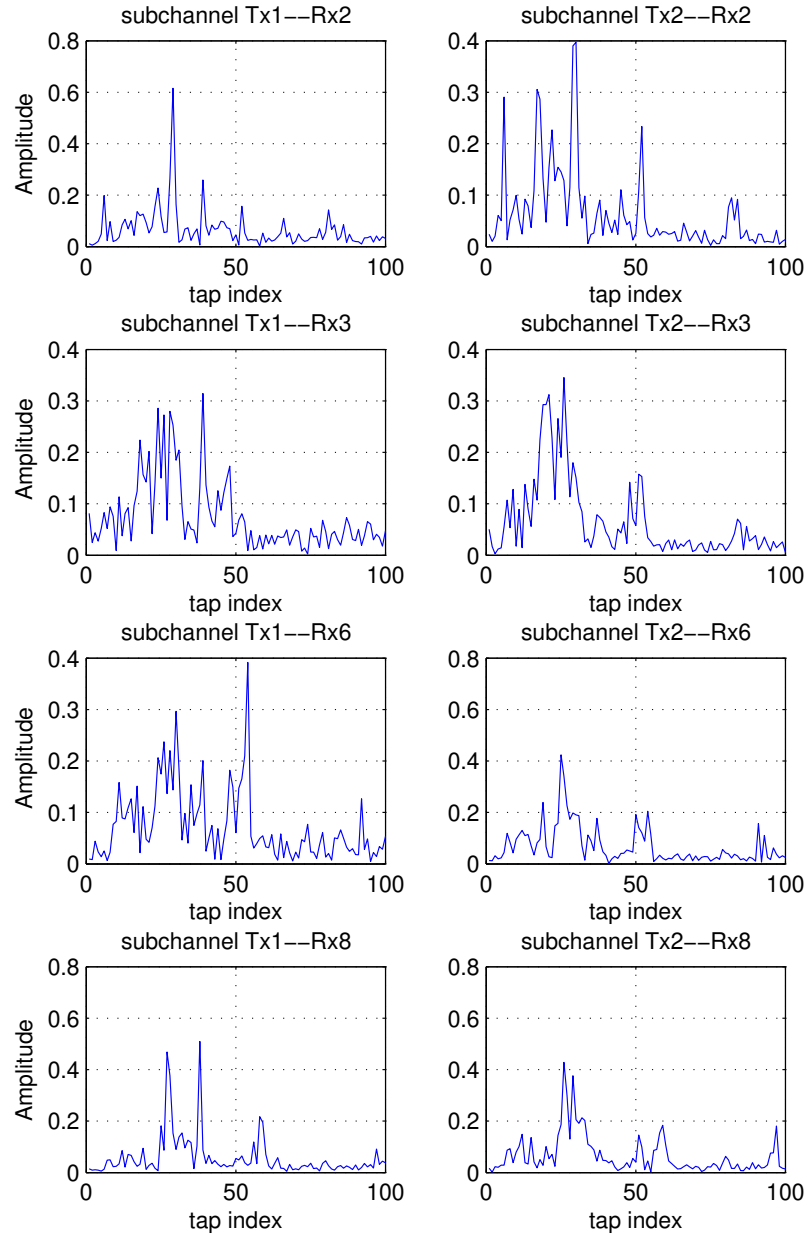 subchannel Tx1−−Rx2
subchannel Tx2−−Rx2
0.8
0.6
0.4
0.2
0
Amplitude
0 50 100
tap index
0.4
0.3
0.2
0.1
0
0 50 100
tap index
subchannel Tx1−−Rx3
subchannel Tx2−−Rx3
0.4
0.3
0.2
0.1
0
Amplitude
0 50 100
tap index
0.4
0.3
0.2
0.1
0
0 50 100
tap index
subchannel Tx1−−Rx6
subchannel Tx2−−Rx6
0.4
0.3
0.2
0.1
0
Amplitude
0 50 100
tap index
0.8
0.6
0.4
0.2
0
0 50 100
tap index
subchannel Tx1−−Rx8
subchannel Tx2−−Rx8
0.8
0.6
0.4
0.2
0
Amplitude
0 50 100
tap index
0.8
0.6
0.4
0.2
0
0 50 100
tap index